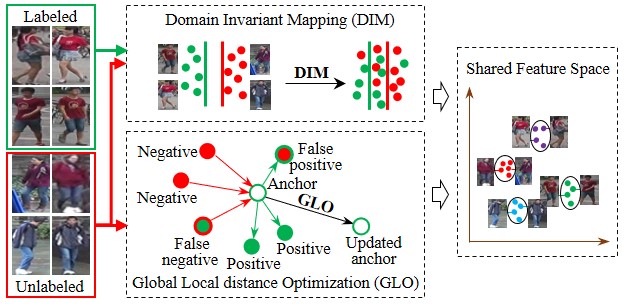 Labeled
Unlabeled
Domain Invariant Mapping (DIM)
DIM
Negative
Negative
False
negative
False
positive
Anchor
GLO
Positive
Positive
Updated
anchor
Global Local distance Optimization (GLO)
Shared Feature Space